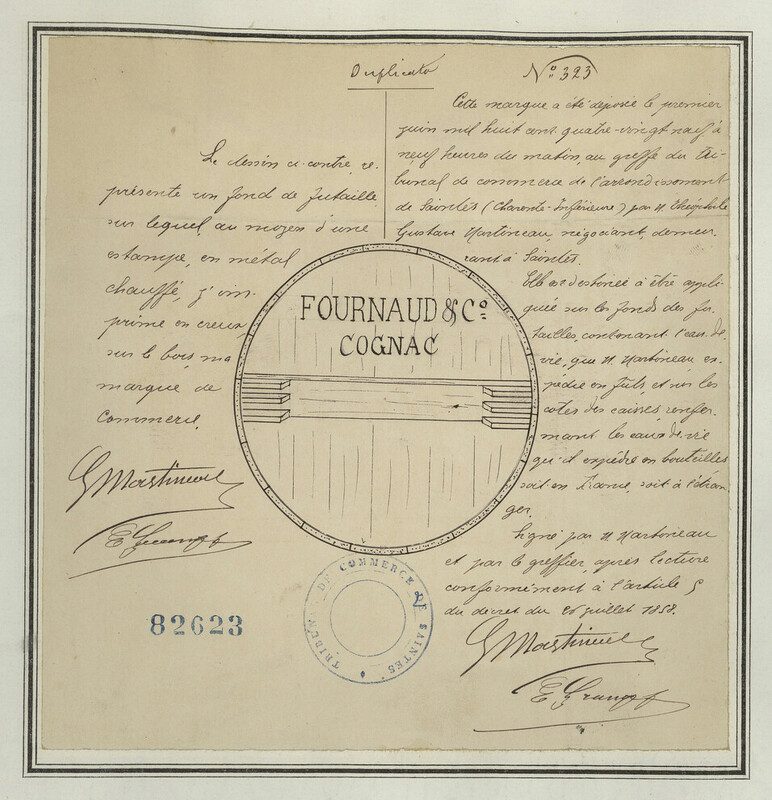 Duplicata
N° 323
Le dessin ci-contre, re-
présente un fond de futaille
sur lequel, au moyen d'une
estampe, en métal
chauffé, j'im-
prime en creux,
sur le bois, ma
marque de
commerce.
G Martineau
82623
Cette marque a été déposée le premier
juin mil huit cent quatre-vingt neuf, à
neuf heures du matin, au greffe du Tri-
bunal de commerce de l'arrondissement
de Saintes (Charente-Inférieure) par M. Théophile
Gustave Martineau, négociant, demeu-
rant à Saintes.
Elle est destinée à être appli-
quée sur les fonds des fu-
tailles, contenant l'eau-de-
vie, que M. Martineau ex-
pédie en fûts, et sur les
cotés des caisses renfer-
mant les eaux-de-vie
qu'il expédie en bouteilles
soit en France, soit à l'étran-
ger.
Signé par M. Martineau
et par le greffier, après lecture
conformément à l'article 5
du décret du 26 juillet 1858.
G Martineau
FOURNAUD & Co
COGNAC
TRIBUNAL DE COMMERCE DE SAINTES